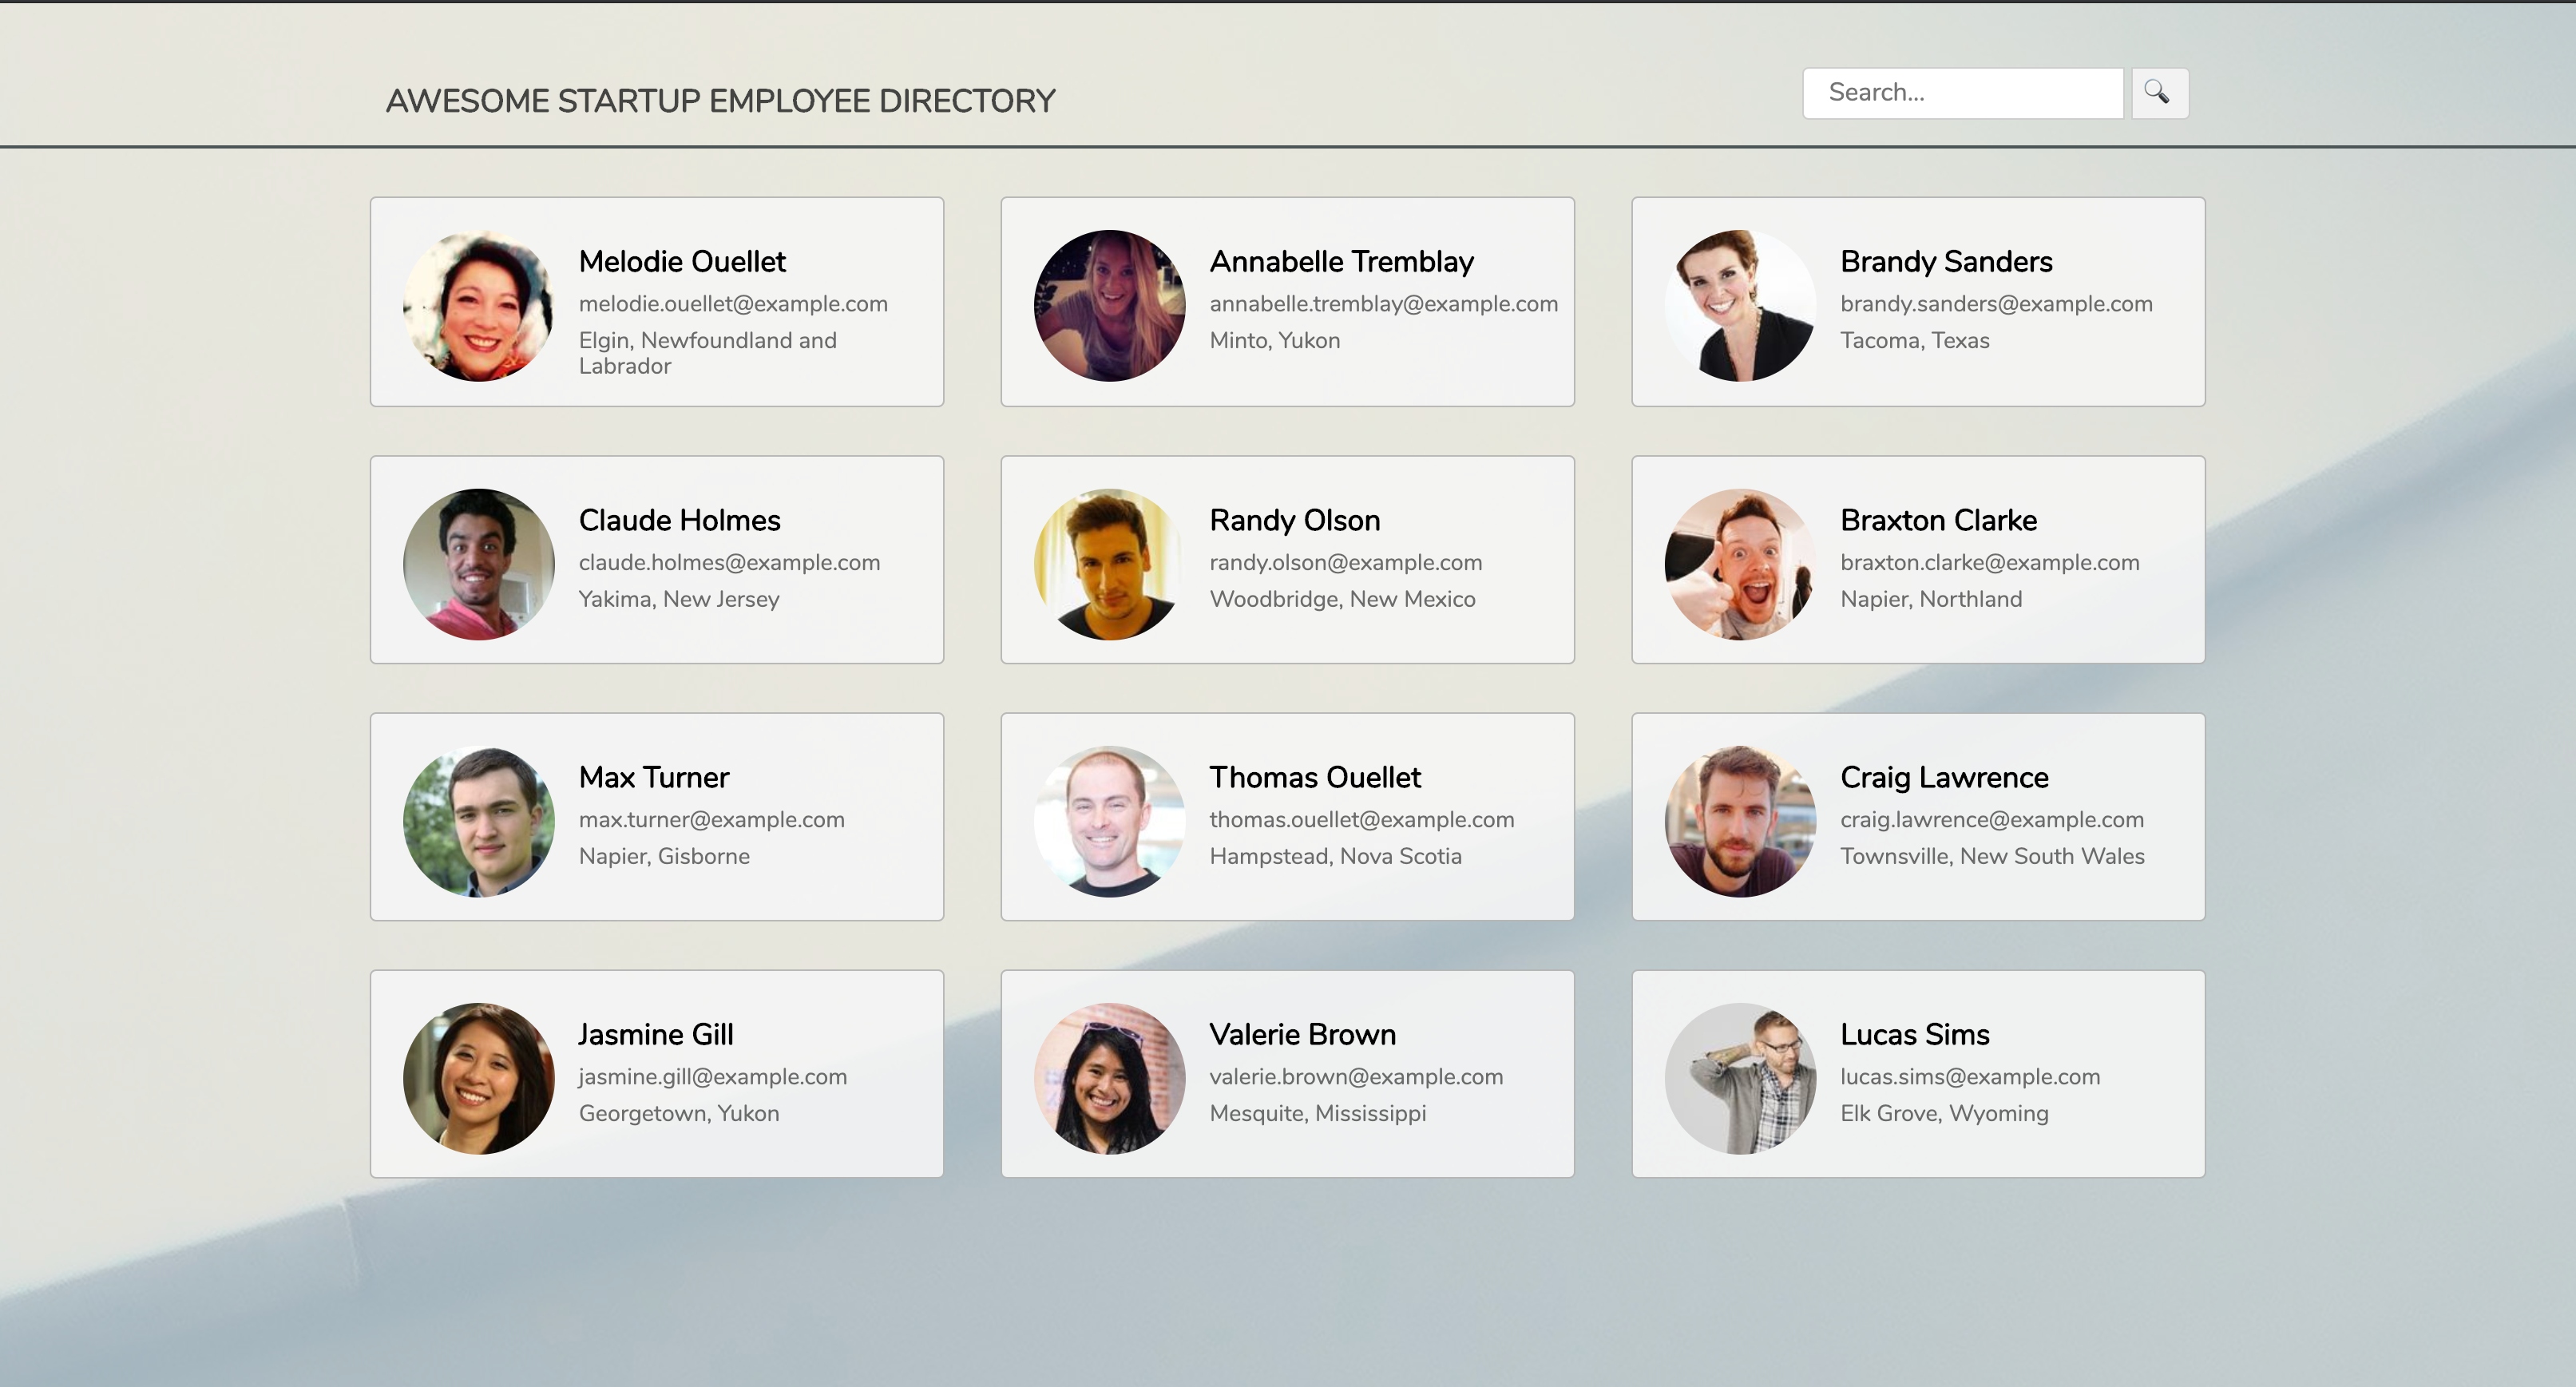 AWESOME STARTUP EMPLOYEE DIRECTORY
Search...
Melodie Ouellet
melodie.ouellet@example.com
Elgin, Newfoundland and
Labrador
Annabelle Tremblay
annabelle.tremblay@example.com
Minto, Yukon
Brandy Sanders
brandy.sanders@example.com
Tacoma, Texas
Claude Holmes
claude.holmes@example.com
Yakima, New Jersey
Randy Olson
randy.olson@example.com
Woodbridge, New Mexico
Braxton Clarke
braxton.clarke@example.com
Napier, Northland
Max Turner
max.turner@example.com
Napier, Gisborne
Thomas Ouellet
thomas.ouellet@example.com
Hampstead, Nova Scotia
Craig Lawrence
craig.lawrence@example.com
Townsville, New South Wales
Jasmine Gill
jasmine.gill@example.com
Georgetown, Yukon
Valerie Brown
valerie.brown@example.com
Mesquite, Mississippi
Lucas Sims
lucas.sims@example.com
Elk Grove, Wyoming